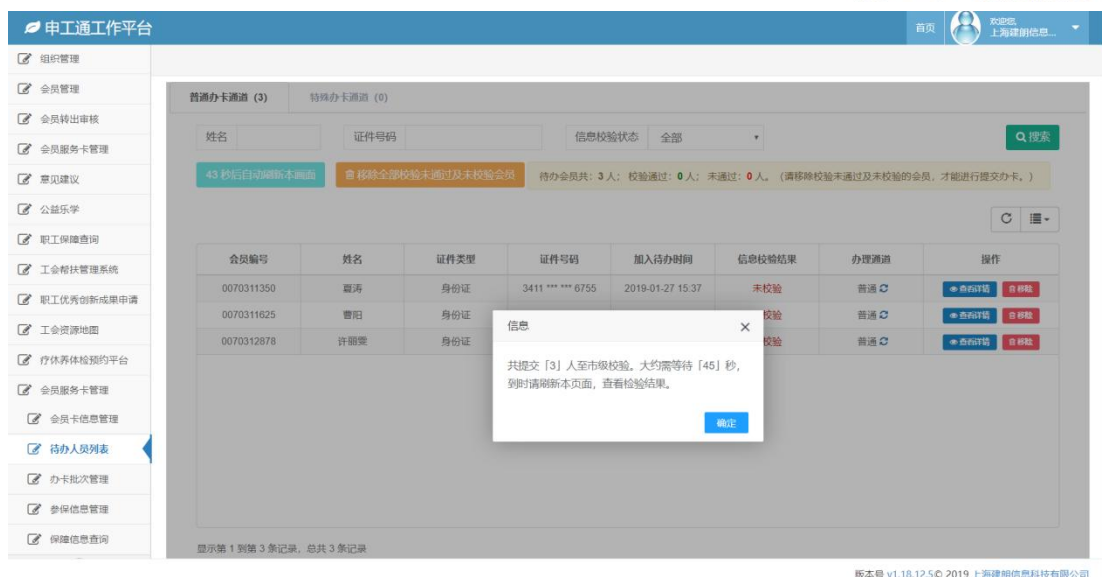 申工通工作平台
首页
欢迎您,
上海建朗信息...
组织管理
会员管理
会员转出审核
会员服务卡管理
意见建议
公益乐学
职工保障查询
工会帮扶管理系统
职工优秀创新成果申请
工会资源地图
疗休养体检预约平台
会员服务卡管理
会员卡信息管理
待办人员列表
办卡批次管理
参保信息管理
保障信息查询
普通办卡通道 (3) 特殊办卡通道 (0)
姓名 证件号码 信息校验状态 全部 搜索
43 秒后自动刷新本画面 移除全部校验未通过及未校验会员 待办会员共：3 人；校验通过：0 人；未通过：0 人。（请移除校验未通过及未校验的会员，才能进行提交办卡。）
会员编号 姓名 证件类型 证件号码 加入待办时间 信息校验结果 办理通道 操作
0070311350 夏涛 身份证 3411 *** *** 6755 2019-01-27 15:37 未校验 普通 查看详情 移除
0070311625 曹阳 身份证 校验 普通 查看详情 移除
0070312878 许丽雯 身份证 校验 普通 查看详情 移除
信息
共提交「3」人至市级校验。大约需等待「45」秒，
到时请刷新本页面，查看检验结果。
确定
显示第 1 到第 3 条记录，总共 3 条记录
版本号 v1.18.12.5© 2019 上海建朗信息科技有限公司